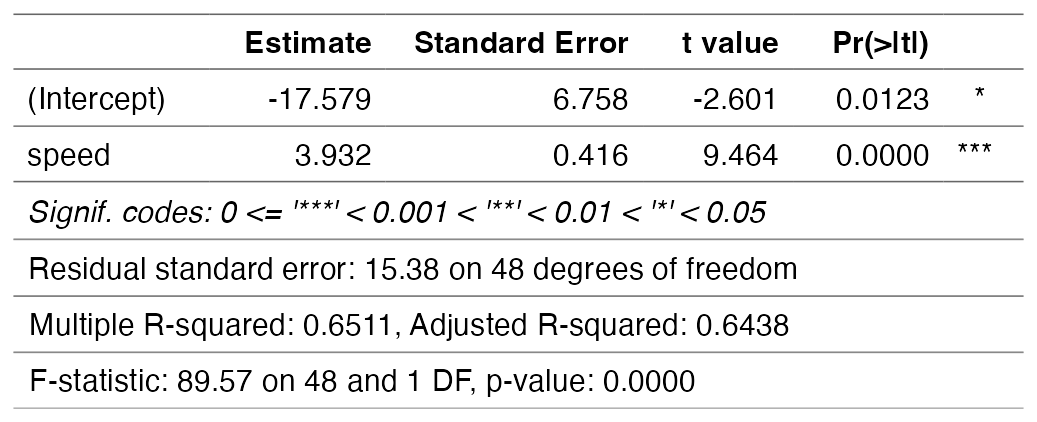 Estimate Standard Error t value Pr(>|t|)
(Intercept) -17.579 6.758 -2.601 0.0123 *
speed 3.932 0.416 9.464 0.0000 ***
Signif. codes: 0 <= '***' < 0.001 < '**' < 0.01 < '*' < 0.05
Residual standard error: 15.38 on 48 degrees of freedom
Multiple R-squared: 0.6511, Adjusted R-squared: 0.6438
F-statistic: 89.57 on 48 and 1 DF, p-value: 0.0000